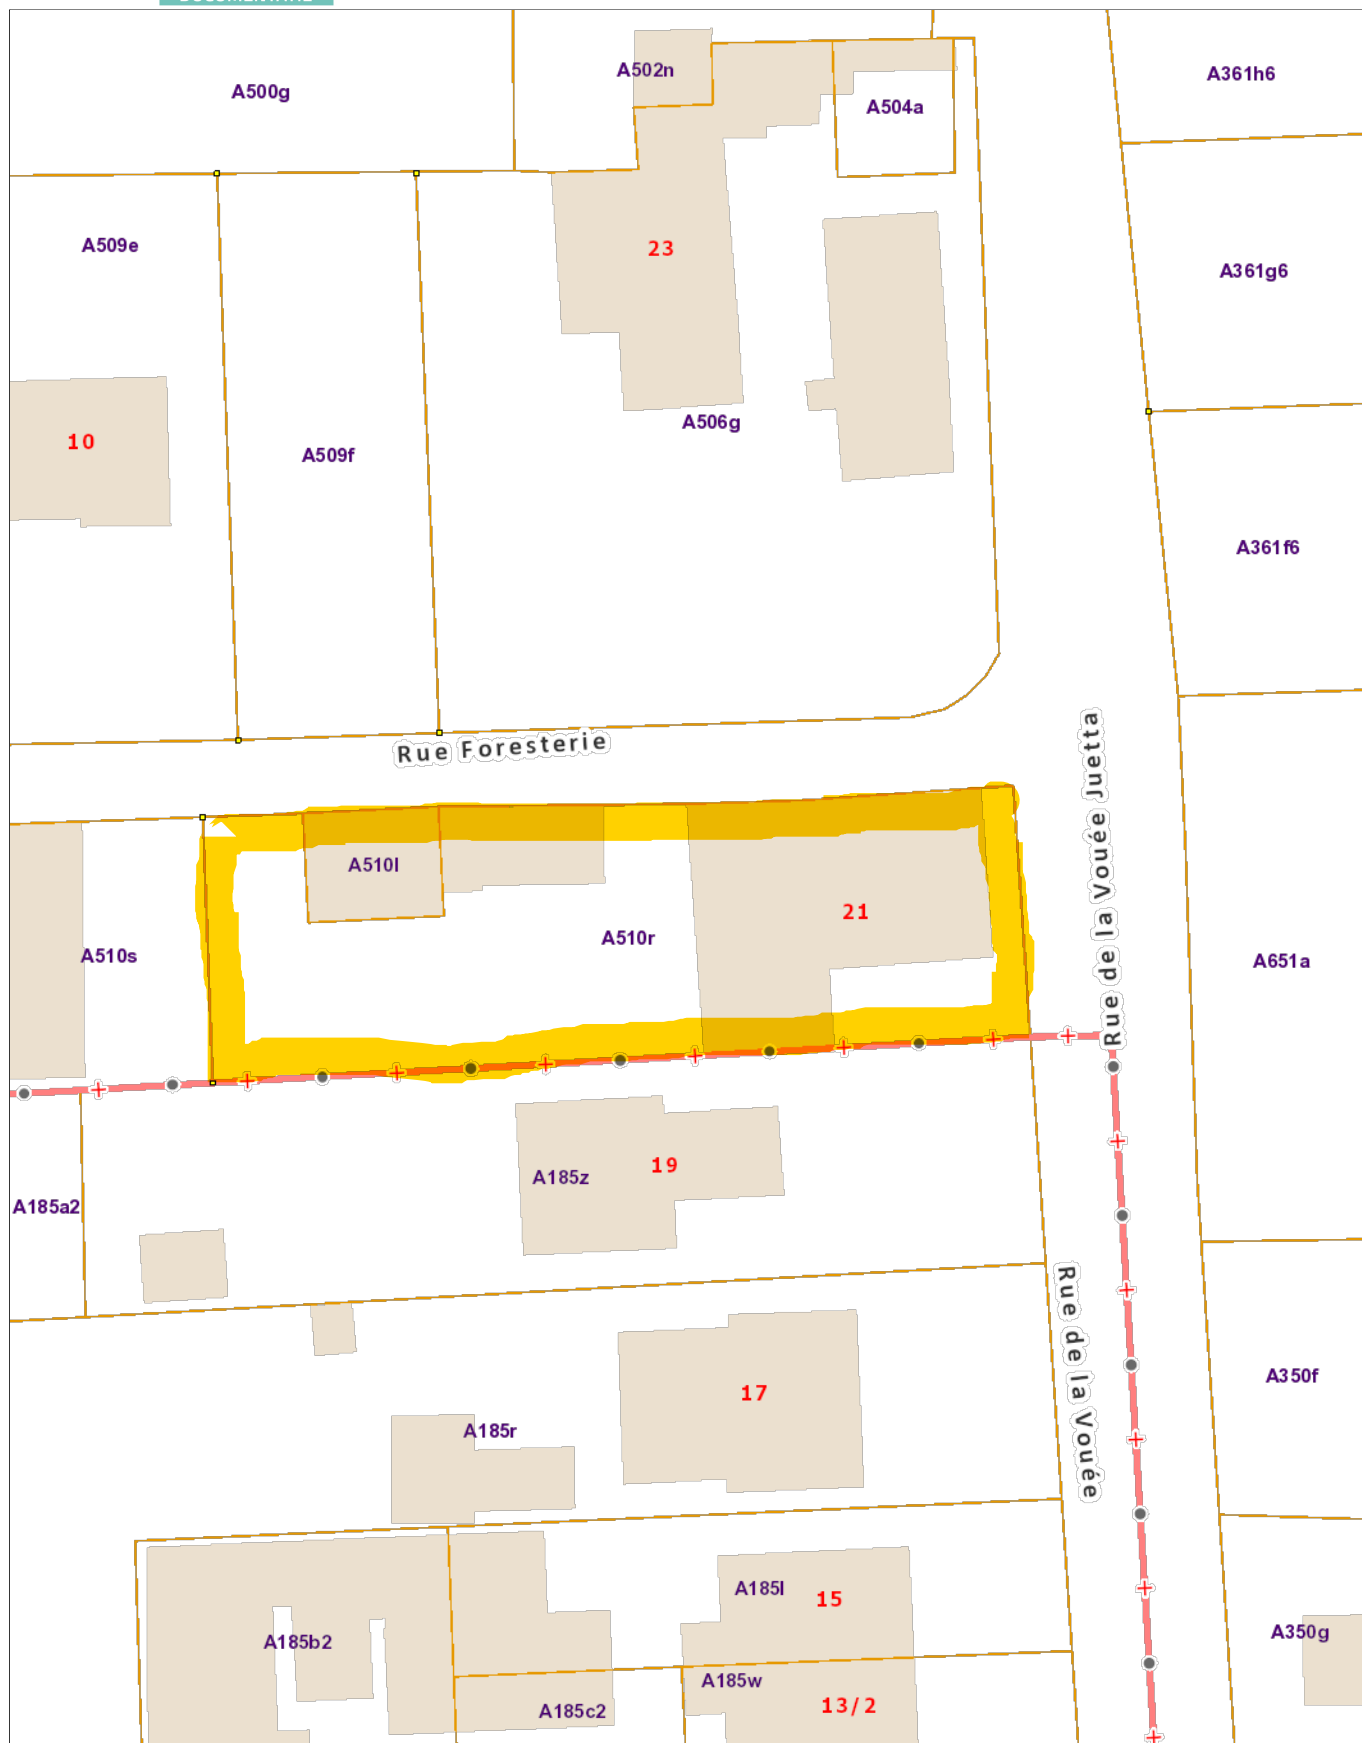 A500g
A502n
A504a
A361h6
A509e
23
A361g6
10
A509f
A506g
A361f6
Rue Foresterie
Rue de la Vouée Juetta
A510l
21
A510r
A510s
A651a
A185z
19
A185a2
Rue de la Vouée
17
A185r
A350f
A185l
15
A185b2
A350g
A185w
A185c2
13/2